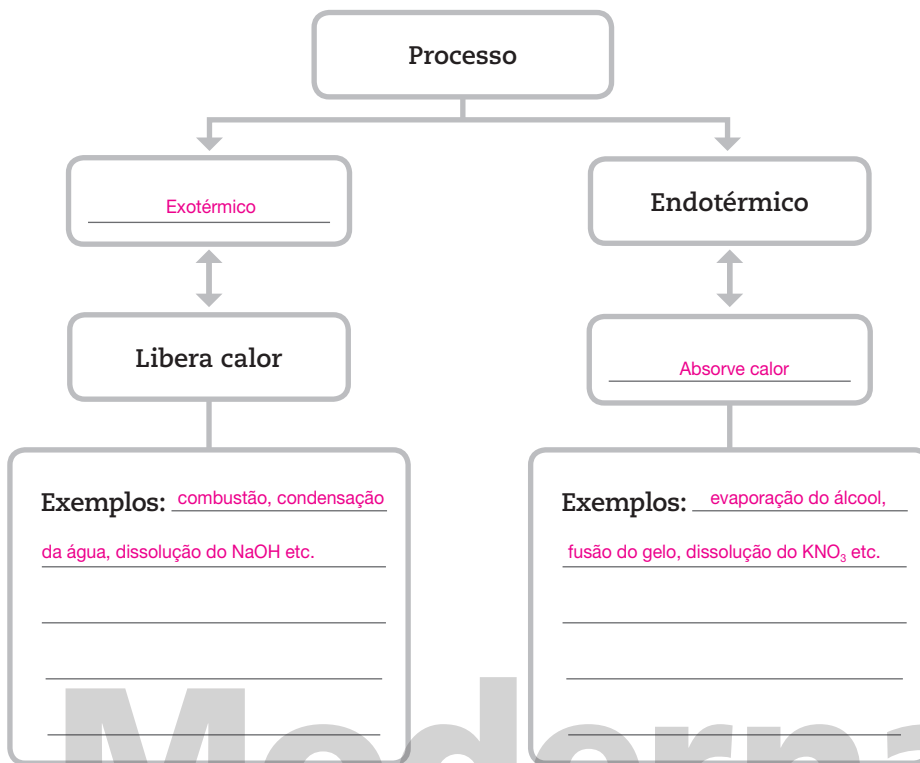 Processo
Exotérmico
Endotérmico
Libera calor
Absorve calor
Exemplos: combustão, condensação
da água, dissolução do NaOH etc.
Exemplos: evaporação do álcool,
fusão do gelo, dissolução do KNO₃ etc.
Moderna